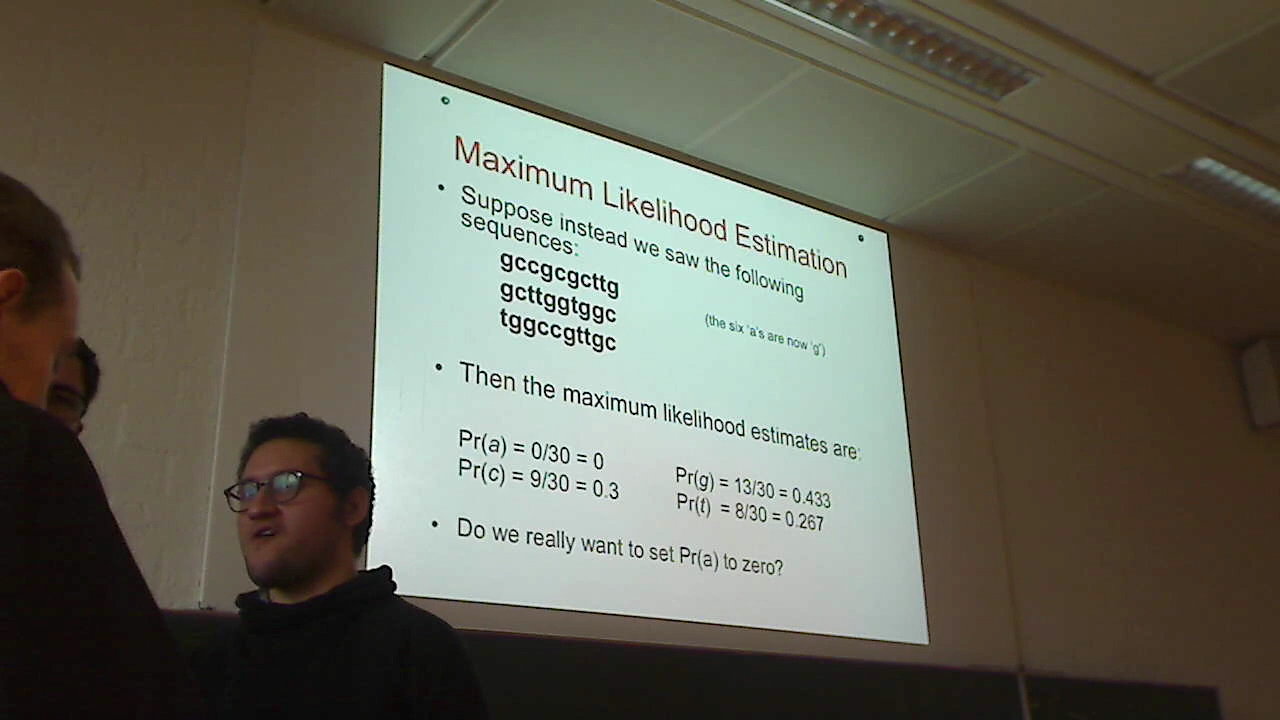 Maximum Likelihood Estimation
• Suppose instead we saw the following
sequences:
gccgcgcttg
gcttggtggc
tggccgttgc
(the six 'a's are now 'g')
• Then the maximum likelihood estimates are:
Pr(a) = 0/30 = 0
Pr(c) = 9/30 = 0.3
Pr(g) = 13/30 = 0.433
Pr(t) = 8/30 = 0.267
• Do we really want to set Pr(a) to zero?